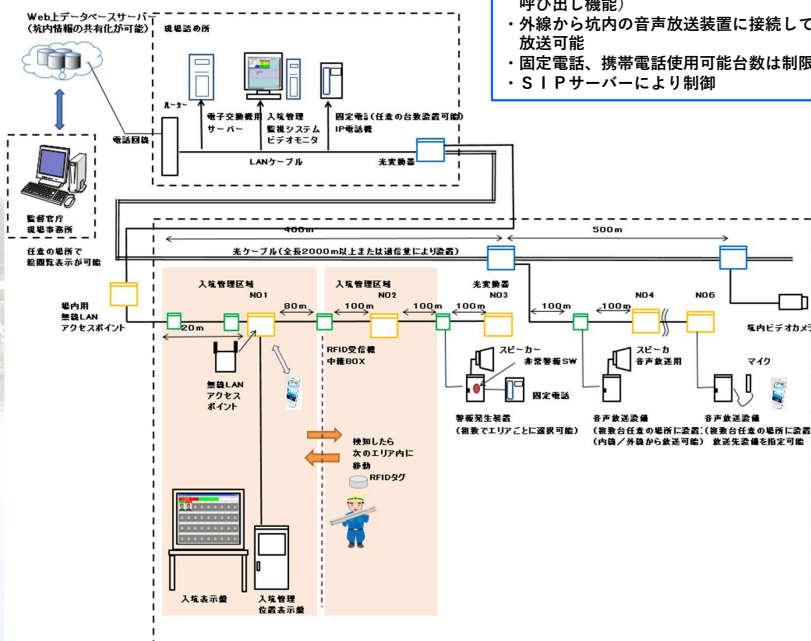 呼び出し機能)
・外線から坑内の音声放送装置に接続して
放送可能
・固定電話、携帯電話使用可能台数は制限
・ＳＩＰサーバーにより制御
Web上データベースサーバー
(坑内情報の共有化が可能)
現場詰め所
ルーター
電話回線
電子交換機用
サーバー
入坑管理
監視システム
ビデオモニタ
固定電話(任意の台数設置可能)
IP電話機
LANケーブル
光変換器
監督官庁
現場事務所
任意の場所で
絵閲覧表示が可能
400m
500m
光ケーブル(全長2000m以上または通信量により設置)
場内用
無線LAN
アクセスポイント
20m
入坑管理区域
NO1
80m
入坑管理区域
NO2
100m
100m
光変換器
NO3
100m
100m
100m
NO4
NO5
坑内ビデオカメラ
無線LAN
アクセス
ポイント
RFID受信機
中継BOX
スピーカー
非常警報SW
固定電話
警報発生装置
(複数でエリアごとに選択可能)
スピーカ
音声放送用
音声放送設備
(複数台任意の場所に設置)
(内線／外線から放送可能)
マイク
音声放送設備
(複数台任意の場所に設置
放送先設備を指定可能
検知したら
次のエリア内に
移動
RFIDタグ
入坑表示盤
入坑管理
位置表示盤